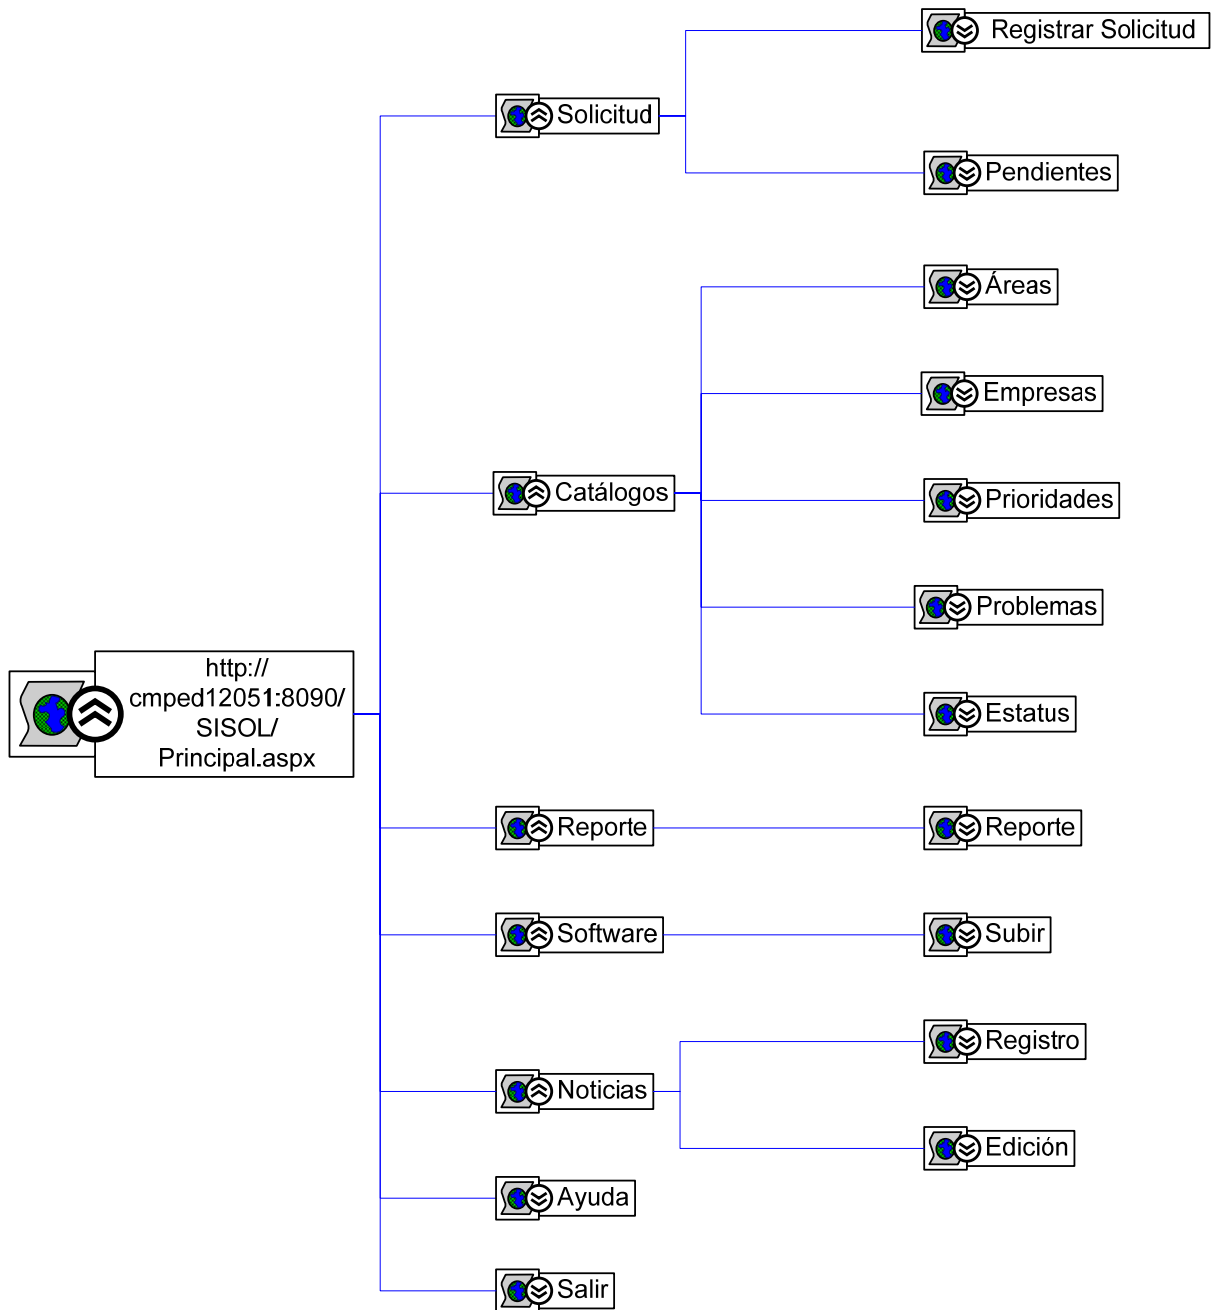 Registrar Solicitud
Solicitud
Pendientes
Áreas
Empresas
Catálogos
Prioridades
Problemas
http://
cmped12051:8090/
SISOL/
Principal.aspx
Estatus
Reporte
Reporte
Software
Subir
Registro
Noticias
Edición
Ayuda
Salir